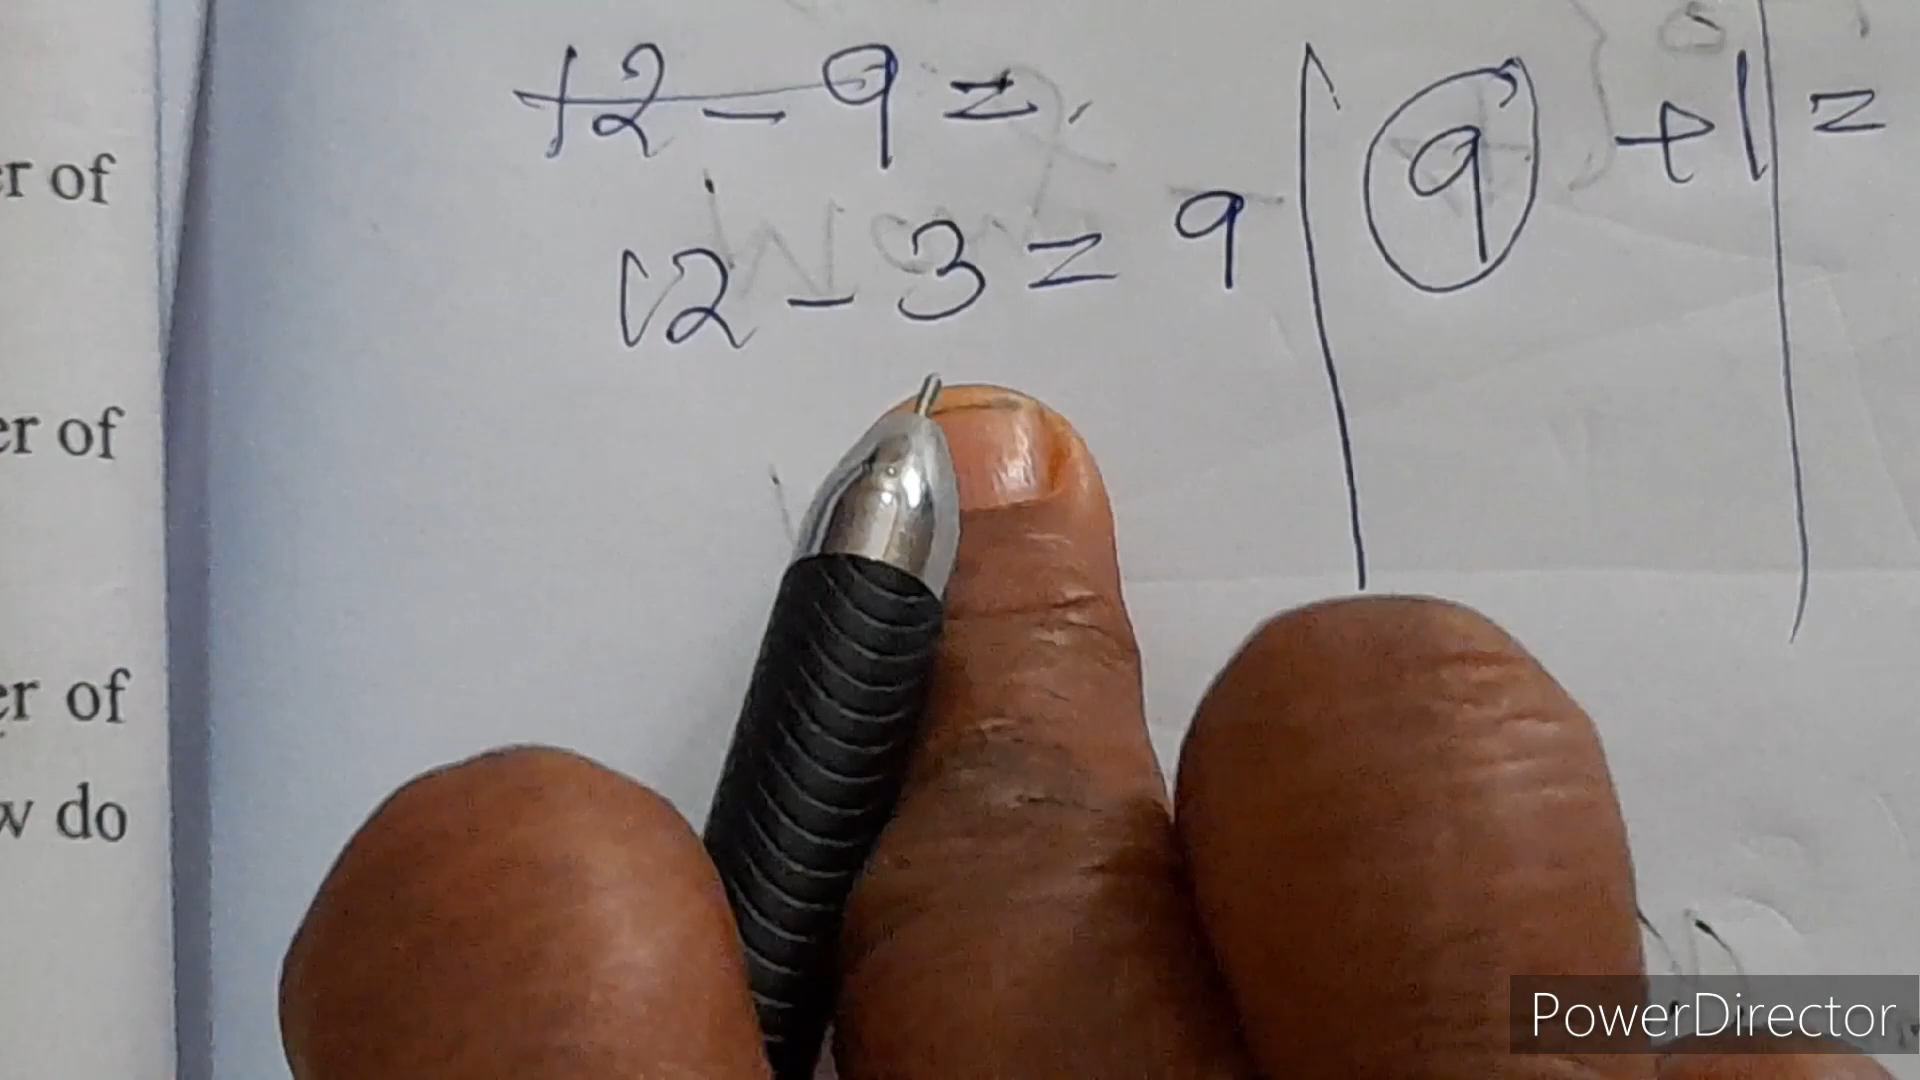 er of
er of
er of
w do
12 - 9 =
12 - 3 = 9
9 + 1 =
PowerDirector